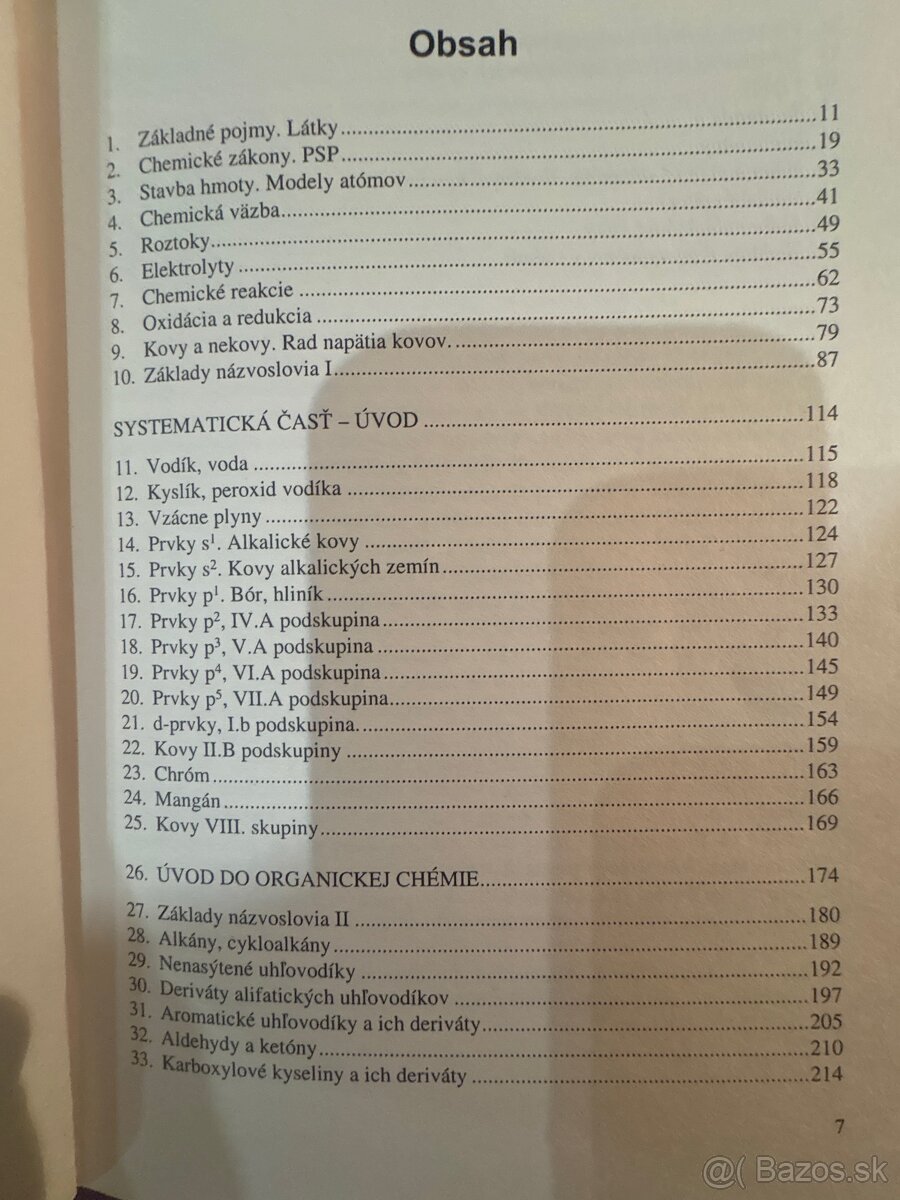 Obsah
1. Základné pojmy. Látky....................11
2. Chemické zákony. PSP....................19
3. Stavba hmoty. Modely atómov....................33
4. Chemická väzba....................41
5. Roztoky....................49
6. Elektrolyty....................55
7. Chemické reakcie....................62
8. Oxidácia a redukcia....................73
9. Kovy a nekovy. Rad napätia kovov.....................79
10. Základy názvoslovia I....................87
SYSTEMATICKÁ ČASŤ – ÚVOD....................114
11. Vodík, voda....................115
12. Kyslík, peroxid vodíka....................118
13. Vzácne plyny....................122
14. Prvky s¹. Alkalické kovy....................124
15. Prvky s². Kovy alkalických zemín....................127
16. Prvky p¹. Bór, hliník....................130
17. Prvky p², IV.A podskupina....................133
18. Prvky p³, V.A podskupina....................140
19. Prvky p⁴, VI.A podskupina....................145
20. Prvky p⁵, VII.A podskupina....................149
21. d-prvky, I.b podskupina.....................154
22. Kovy II.B podskupiny....................159
23. Chróm....................163
24. Mangán....................166
25. Kovy VIII. skupiny....................169
26. ÚVOD DO ORGANICKEJ CHÉMIE....................174
27. Základy názvoslovia II....................180
28. Alkány, cykloalkány....................189
29. Nenasýtené uhľovodíky....................192
30. Deriváty alifatických uhľovodíkov....................197
31. Aromatické uhľovodíky a ich deriváty....................205
32. Aldehydy a ketóny....................210
33. Karboxylové kyseliny a ich deriváty....................214
7
@( Bazos.sk